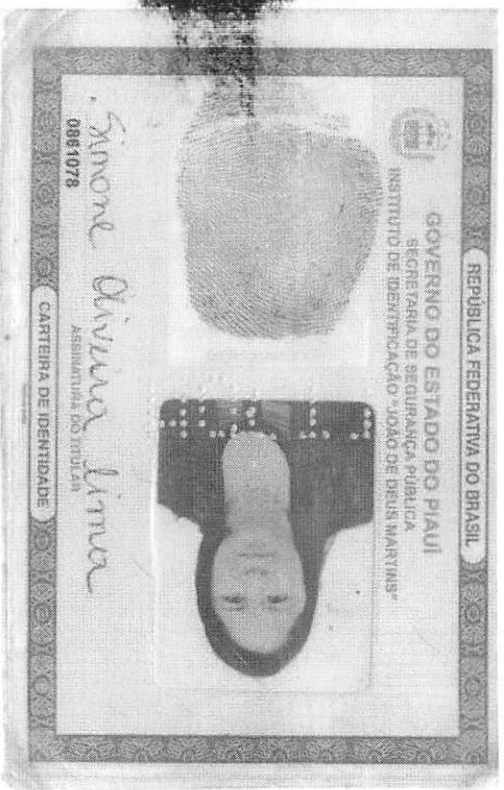 REPÚBLICA FEDERATIVA DO BRASIL
GOVERNO DO ESTADO DO PIAUÍ
SECRETARIA DE SEGURANÇA PÚBLICA
INSTITUTO DE IDENTIFICAÇÃO "JOÃO DE DEUS MARTINS"
Simone Oliveira lima
0861078
ASSINATURA DO TITULAR
CARTEIRA DE IDENTIDADE